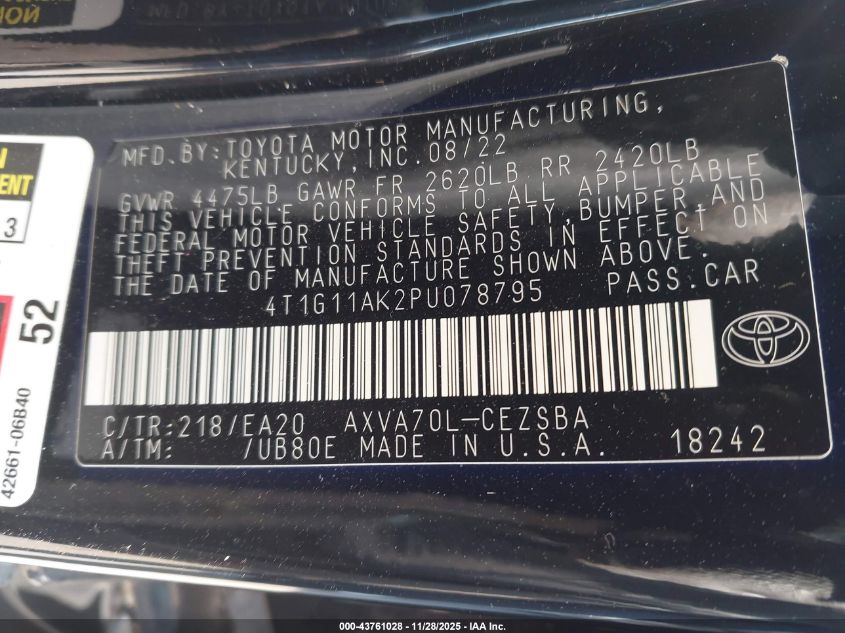 MFD. BY: TOYOTA MOTOR MANUFACTURING,
KENTUCKY, INC. 08/22
GVWR 4475LB GAWR FR 2620LB RR 2420LB
THIS VEHICLE CONFORMS TO ALL APPLICABLE
FEDERAL MOTOR VEHICLE SAFETY, BUMPER, AND
THEFT PREVENTION STANDARDS IN EFFECT ON
THE DATE OF MANUFACTURE SHOWN ABOVE.
4T1G11AK2PU078795 PASS. CAR
C/TR: 218/EA20 AXVA70L-CEZSBA
A/TM: /UB80E MADE IN U.S.A. 18242
3
52
42661-06B40
000-43761028 - 11/28/2025 - IAA Inc.